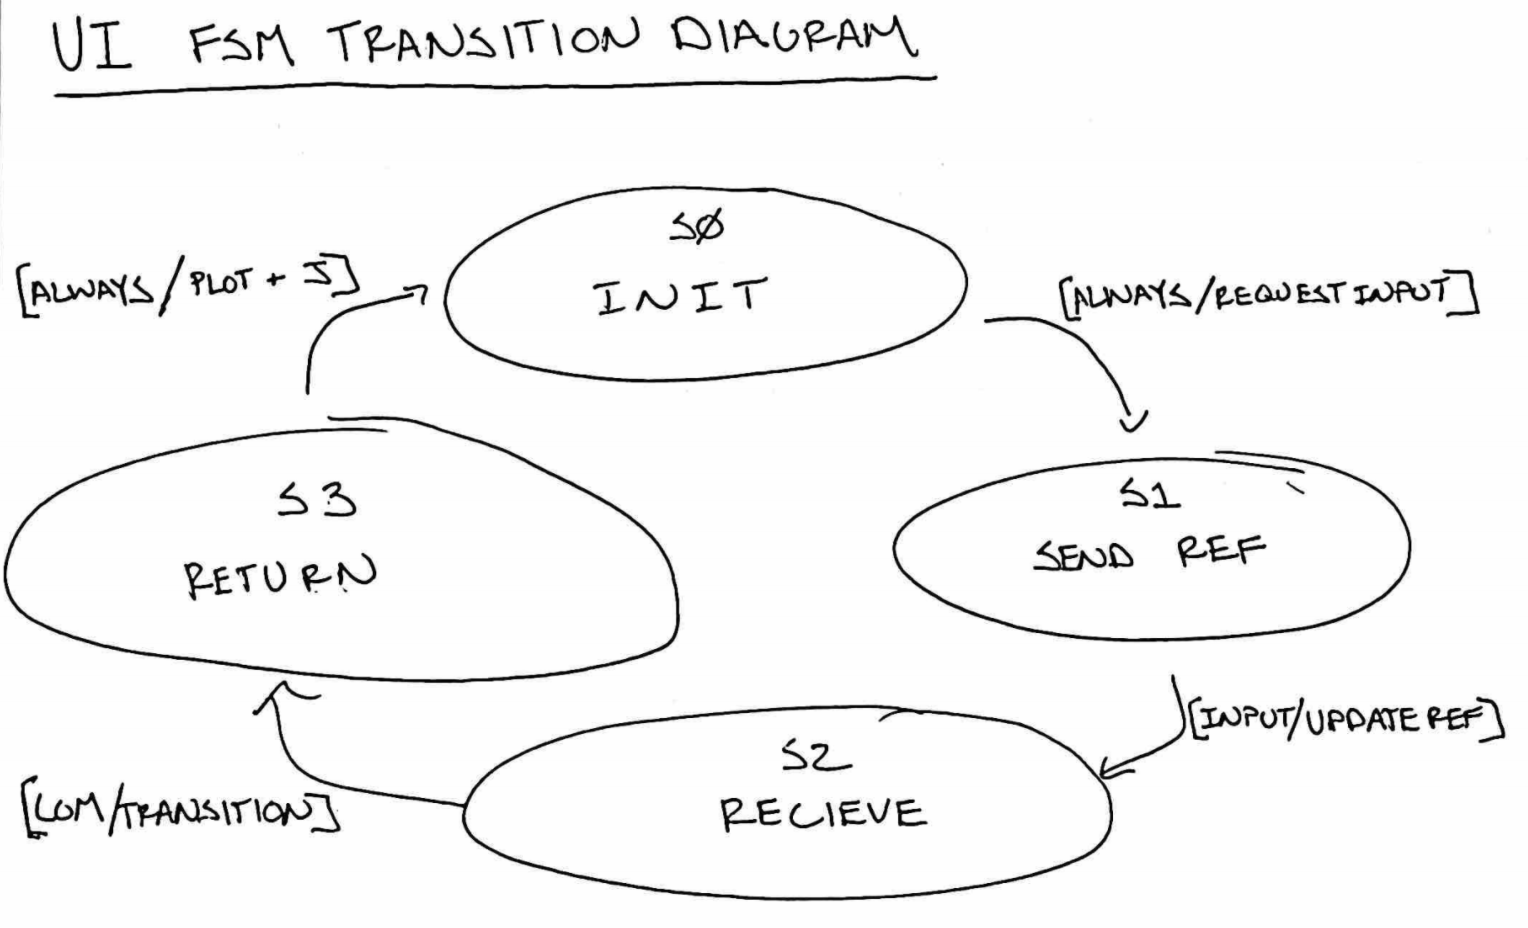 UI FSM TRANSITION DIAGRAM
SØ
INIT
[ALWAYS/PLOT + J]
[ALWAYS/REQUEST INPUT]
S3
RETURN
S1
SEND REF
[INPUT/UPDATE REF]
S2
RECIEVE
[COM/TRANSITION]